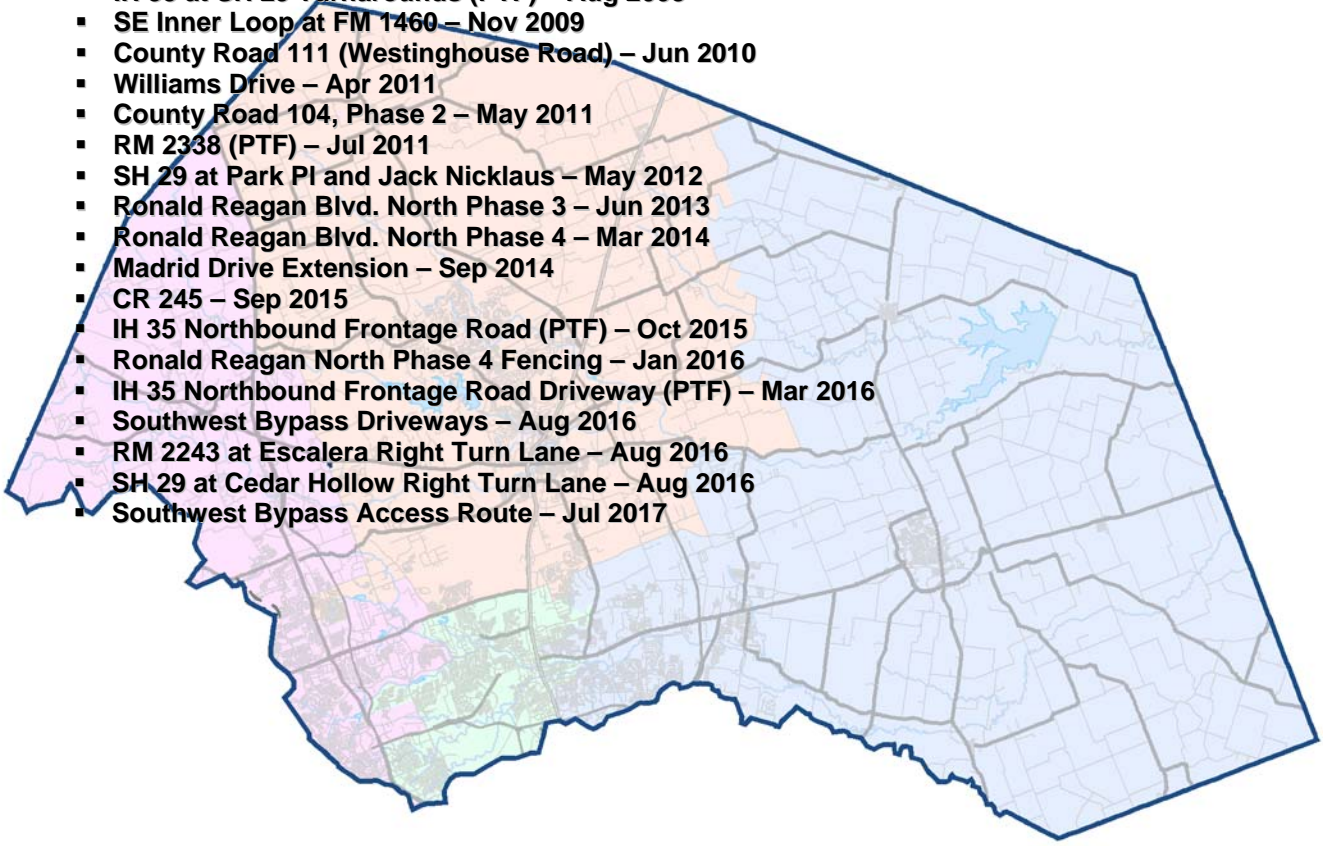 ▪ SE Inner Loop at FM 1460 – Nov 2009
▪ County Road 111 (Westinghouse Road) – Jun 2010
▪ Williams Drive – Apr 2011
▪ County Road 104, Phase 2 – May 2011
▪ RM 2338 (PTF) – Jul 2011
▪ SH 29 at Park Pl and Jack Nicklaus – May 2012
▪ Ronald Reagan Blvd. North Phase 3 – Jun 2013
▪ Ronald Reagan Blvd. North Phase 4 – Mar 2014
▪ Madrid Drive Extension – Sep 2014
▪ CR 245 – Sep 2015
▪ IH 35 Northbound Frontage Road (PTF) – Oct 2015
▪ Ronald Reagan North Phase 4 Fencing – Jan 2016
▪ IH 35 Northbound Frontage Road Driveway (PTF) – Mar 2016
▪ Southwest Bypass Driveways – Aug 2016
▪ RM 2243 at Escalera Right Turn Lane – Aug 2016
▪ SH 29 at Cedar Hollow Right Turn Lane – Aug 2016
▪ Southwest Bypass Access Route – Jul 2017